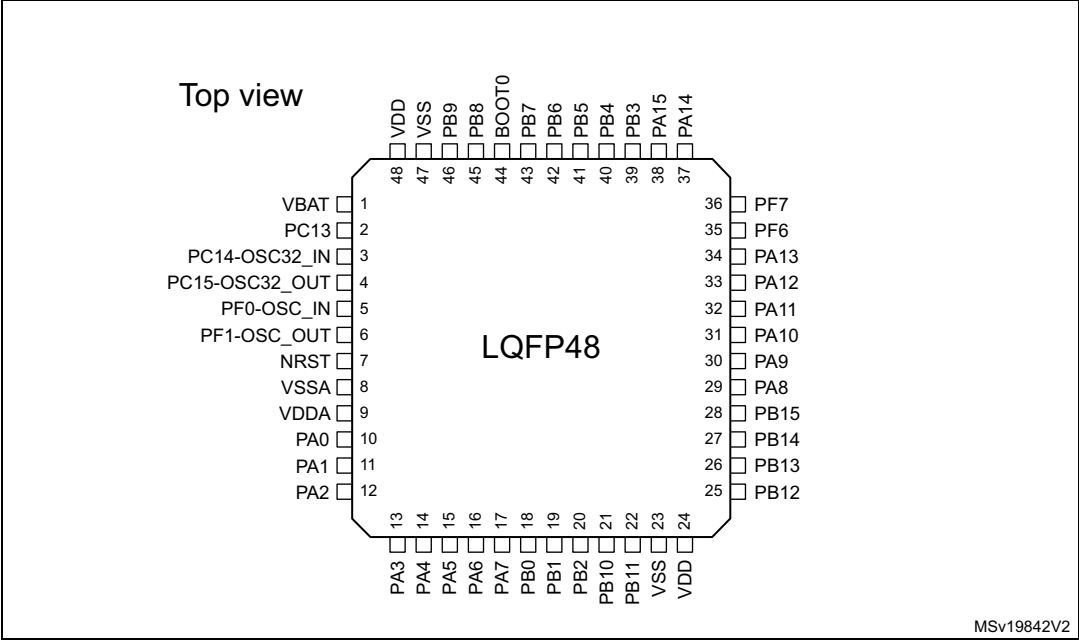 Top view
48 VDD
47 VSS
46 PB9
45 PB8
44 BOOT0
43 PB7
42 PB6
41 PB5
40 PB4
39 PB3
38 PA15
37 PA14
VBAT 1
PC13 2
PC14-OSC32_IN 3
PC15-OSC32_OUT 4
PF0-OSC_IN 5
PF1-OSC_OUT 6
NRST 7
VSSA 8
VDDA 9
PA0 10
PA1 11
PA2 12
LQFP48
36 PF7
35 PF6
34 PA13
33 PA12
32 PA11
31 PA10
30 PA9
29 PA8
28 PB15
27 PB14
26 PB13
25 PB12
PA3 13
PA4 14
PA5 15
PA6 16
PA7 17
PB0 18
PB1 19
PB2 20
PB10 21
PB11 22
VSS 23
VDD 24
MSv19842V2